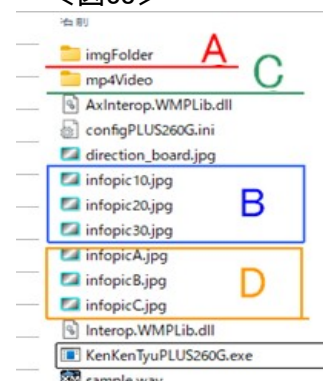 名前
imgFolder A
mp4Video C
AxInterop.WMPLib.dll
configPLUS260G.ini
direction_board.jpg
infopic10.jpg
infopic20.jpg B
infopic30.jpg
infopicA.jpg
infopicB.jpg D
infopicC.jpg
Interop.WMPLib.dll
KenKenTyuPLUS260G.exe
sample.wav